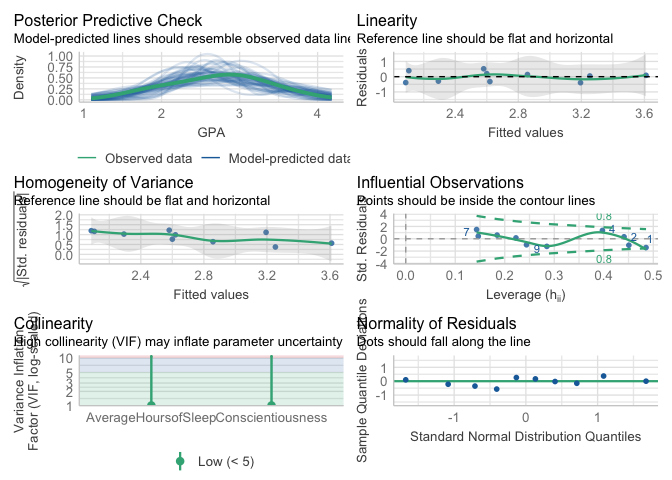 Posterior Predictive Check
Model-predicted lines should resemble observed data line
Density
1.00
0.75
0.50
0.25
0.00
1 2 3 4
GPA
Observed data Model-predicted data
Linearity
Reference line should be flat and horizontal
Residuals
1
0
-1
2.4 2.8 3.2 3.6
Fitted values
Homogeneity of Variance
Reference line should be flat and horizontal
√|Std. residuals|
2.0
1.5
1.0
0.5
0.0
2.4 2.8 3.2 3.6
Fitted values
Influential Observations
Points should be inside the contour lines
Std. Residuals
4
2
0
-2
-4
0.8
7
4
2
1
9
0.8
0.0 0.1 0.2 0.3 0.4 0.5
Leverage (hii)
Collinearity
High collinearity (VIF) may inflate parameter uncertainty
Variance Inflation
Factor (VIF, log-scaled)
10
5
3
2
1
AverageHoursofSleepConscientiousness
Low (< 5)
Normality of Residuals
Dots should fall along the line
Sample Quantile Deviations
1
0
-1
-1 0 1
Standard Normal Distribution Quantiles